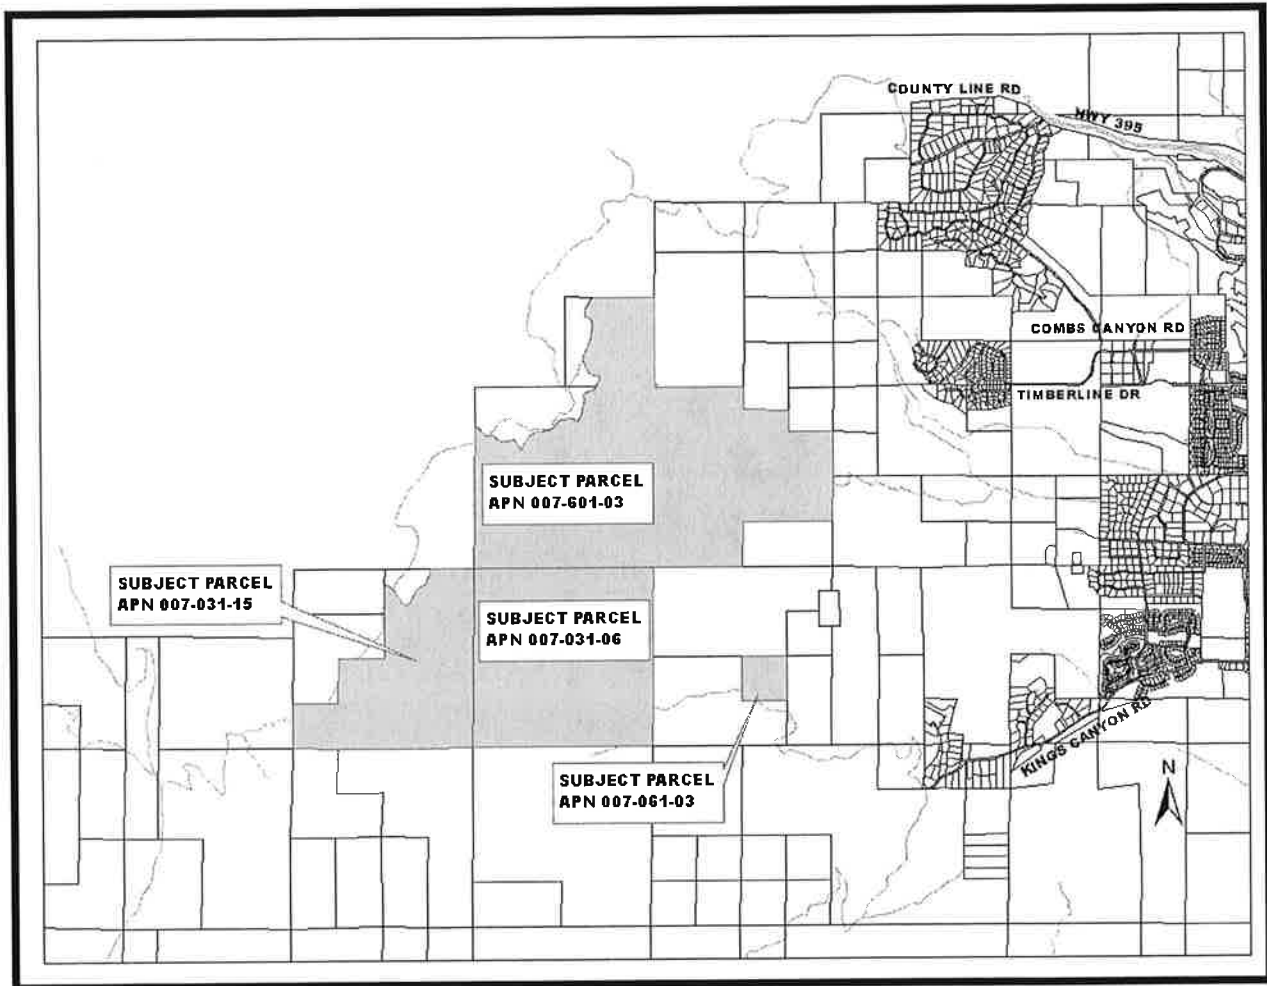 COUNTY LINE RD
HWY 395
COMBS CANYON RD
TIMBERLINE DR
SUBJECT PARCEL
APN 007-601-03
SUBJECT PARCEL
APN 007-031-15
SUBJECT PARCEL
APN 007-031-06
KINGS CANYON RD
SUBJECT PARCEL
APN 007-061-03
N